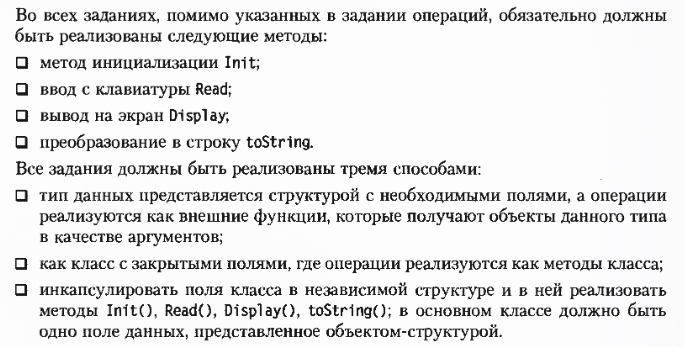 Во всех заданиях, помимо указанных в задании операций, обязательно должны
быть реализованы следующие методы:
❑ метод инициализации Init;
❑ ввод с клавиатуры Read;
❑ вывод на экран Display;
❑ преобразование в строку toString.
Все задания должны быть реализованы тремя способами:
❑ тип данных представляется структурой с необходимыми полями, а операции
реализуются как внешние функции, которые получают объекты данного типа
в качестве аргументов;
❑ как класс с закрытыми полями, где операции реализуются как методы класса;
❑ инкапсулировать поля класса в независимой структуре и в ней реализовать
методы Init(), Read(), Display(), toString(); в основном классе должно быть
одно поле данных, представленное объектом-структурой.